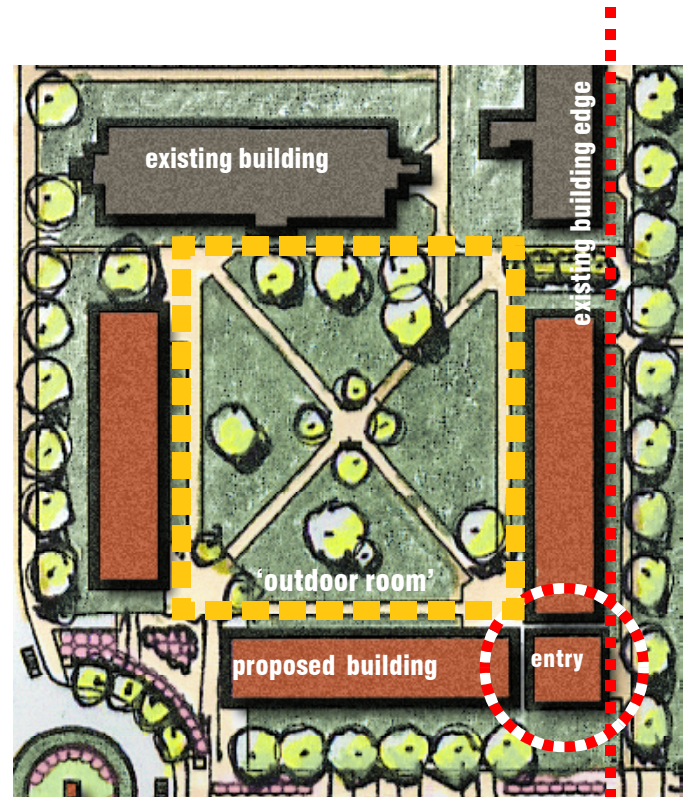 existing building
existing building edge
‘outdoor room’
proposed building
entry